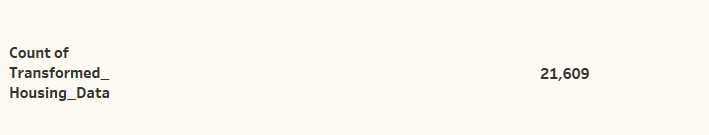 Count of
Transformed_
Housing_Data
21,609